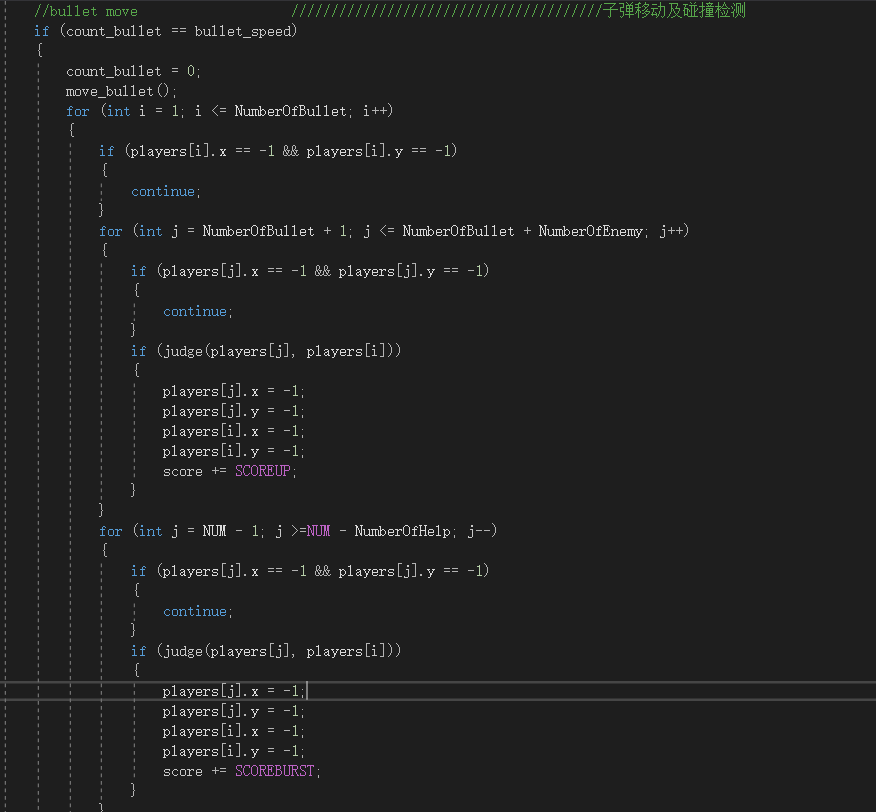 //bullet move ///////////////////////////////////////子弹移动及碰撞检测
if (count_bullet == bullet_speed)
{
count_bullet = 0;
move_bullet();
for (int i = 1; i <= NumberOfBullet; i++)
{
if (players[i].x == -1 && players[i].y == -1)
{
continue;
}
for (int j = NumberOfBullet + 1; j <= NumberOfBullet + NumberOfEnemy; j++)
{
if (players[j].x == -1 && players[j].y == -1)
{
continue;
}
if (judge(players[j], players[i]))
{
players[j].x = -1;
players[j].y = -1;
players[i].x = -1;
players[i].y = -1;
score += SCOREUP;
}
}
for (int j = NUM - 1; j >=NUM - NumberOfHelp; j--)
{
if (players[j].x == -1 && players[j].y == -1)
{
continue;
}
if (judge(players[j], players[i]))
{
players[j].x = -1;
players[j].y = -1;
players[i].x = -1;
players[i].y = -1;
score += SCOREBURST;
}
}